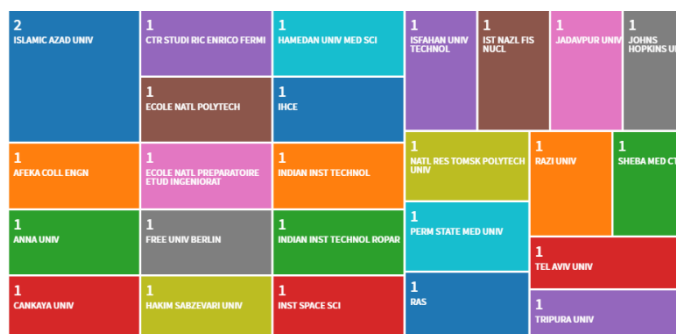 2
ISLAMIC AZAD UNIV
1
AFEKA COLL ENGN
1
ANNA UNIV
1
CANKAYA UNIV
1
CTR STUDI RIC ENRICO FERMI
1
ECOLE NATL POLYTECH
1
ECOLE NATL PREPARATOIRE
ETUD INGENIORAT
1
FREE UNIV BERLIN
1
HAKIM SABZEVARI UNIV
1
HAMEDAN UNIV MED SCI
1
IHCE
1
INDIAN INST TECHNOL
1
INDIAN INST TECHNOL ROPAR
1
INST SPACE SCI
1
ISFAHAN UNIV
TECHNOL
1
IST NAZL FIS
NUCL
1
JADAVPUR UNIV
1
JOHNS
HOPKINS
1
NATL RES TOMSK POLYTECH
UNIV
1
PERM STATE MED UNIV
1
RAS
1
RAZI UNIV
1
SHEBA MED
1
TEL AVIV UNIV
1
TRIPURA UNIV